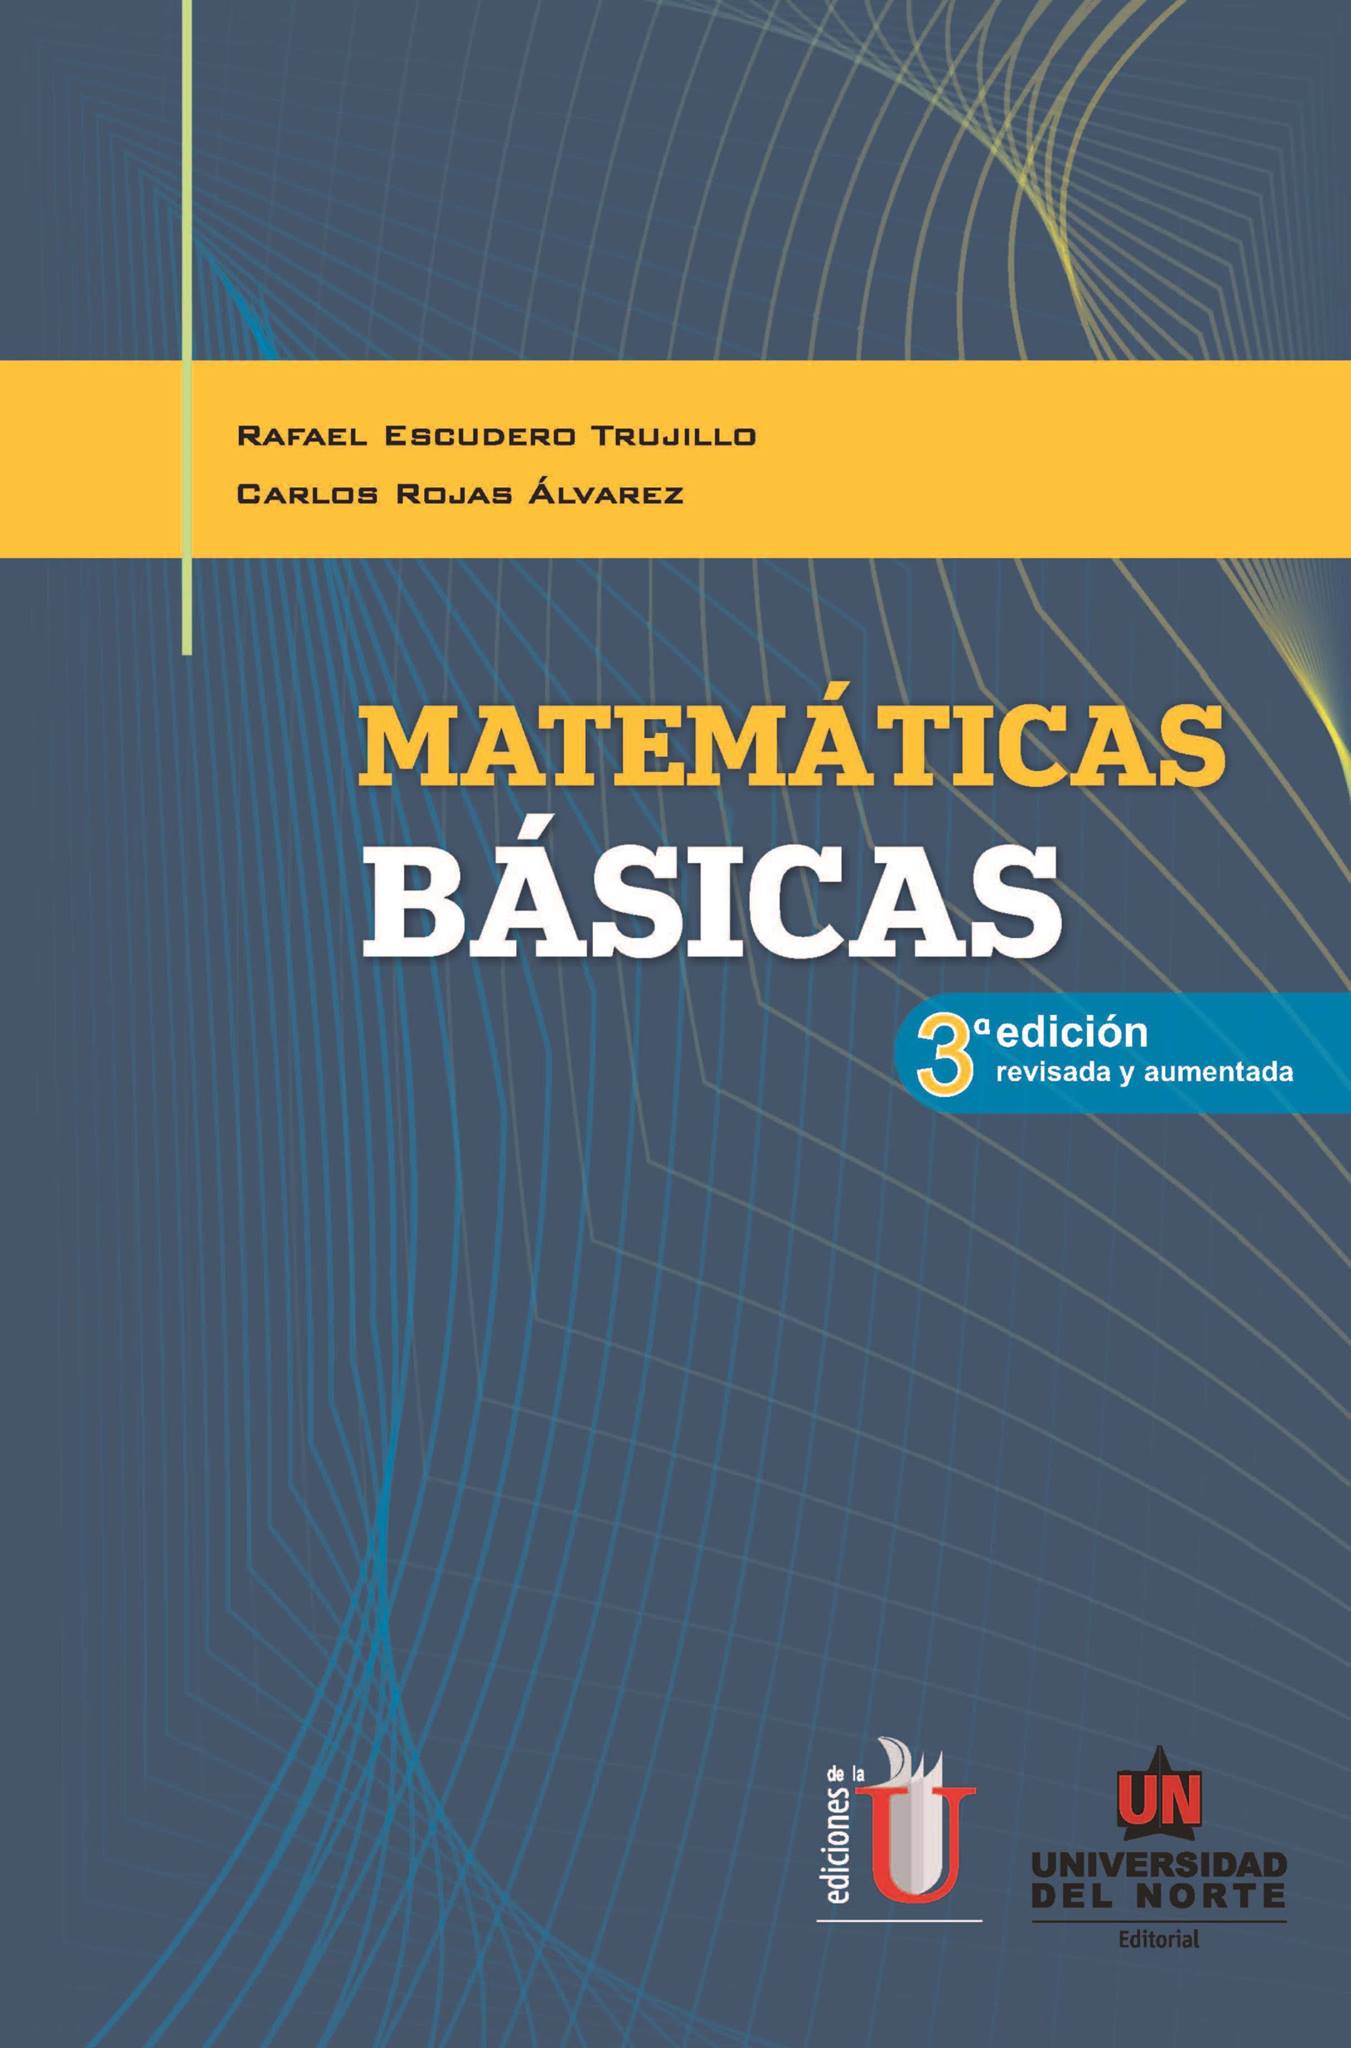 RAFAEL ESCUDERO TRUJILLO
CARLOS ROJAS ÁLVAREZ
MATEMÁTICAS
BÁSICAS
3ª edición
revisada y aumentada
ediciones de la U
UN
UNIVERSIDAD
DEL NORTE
Editorial